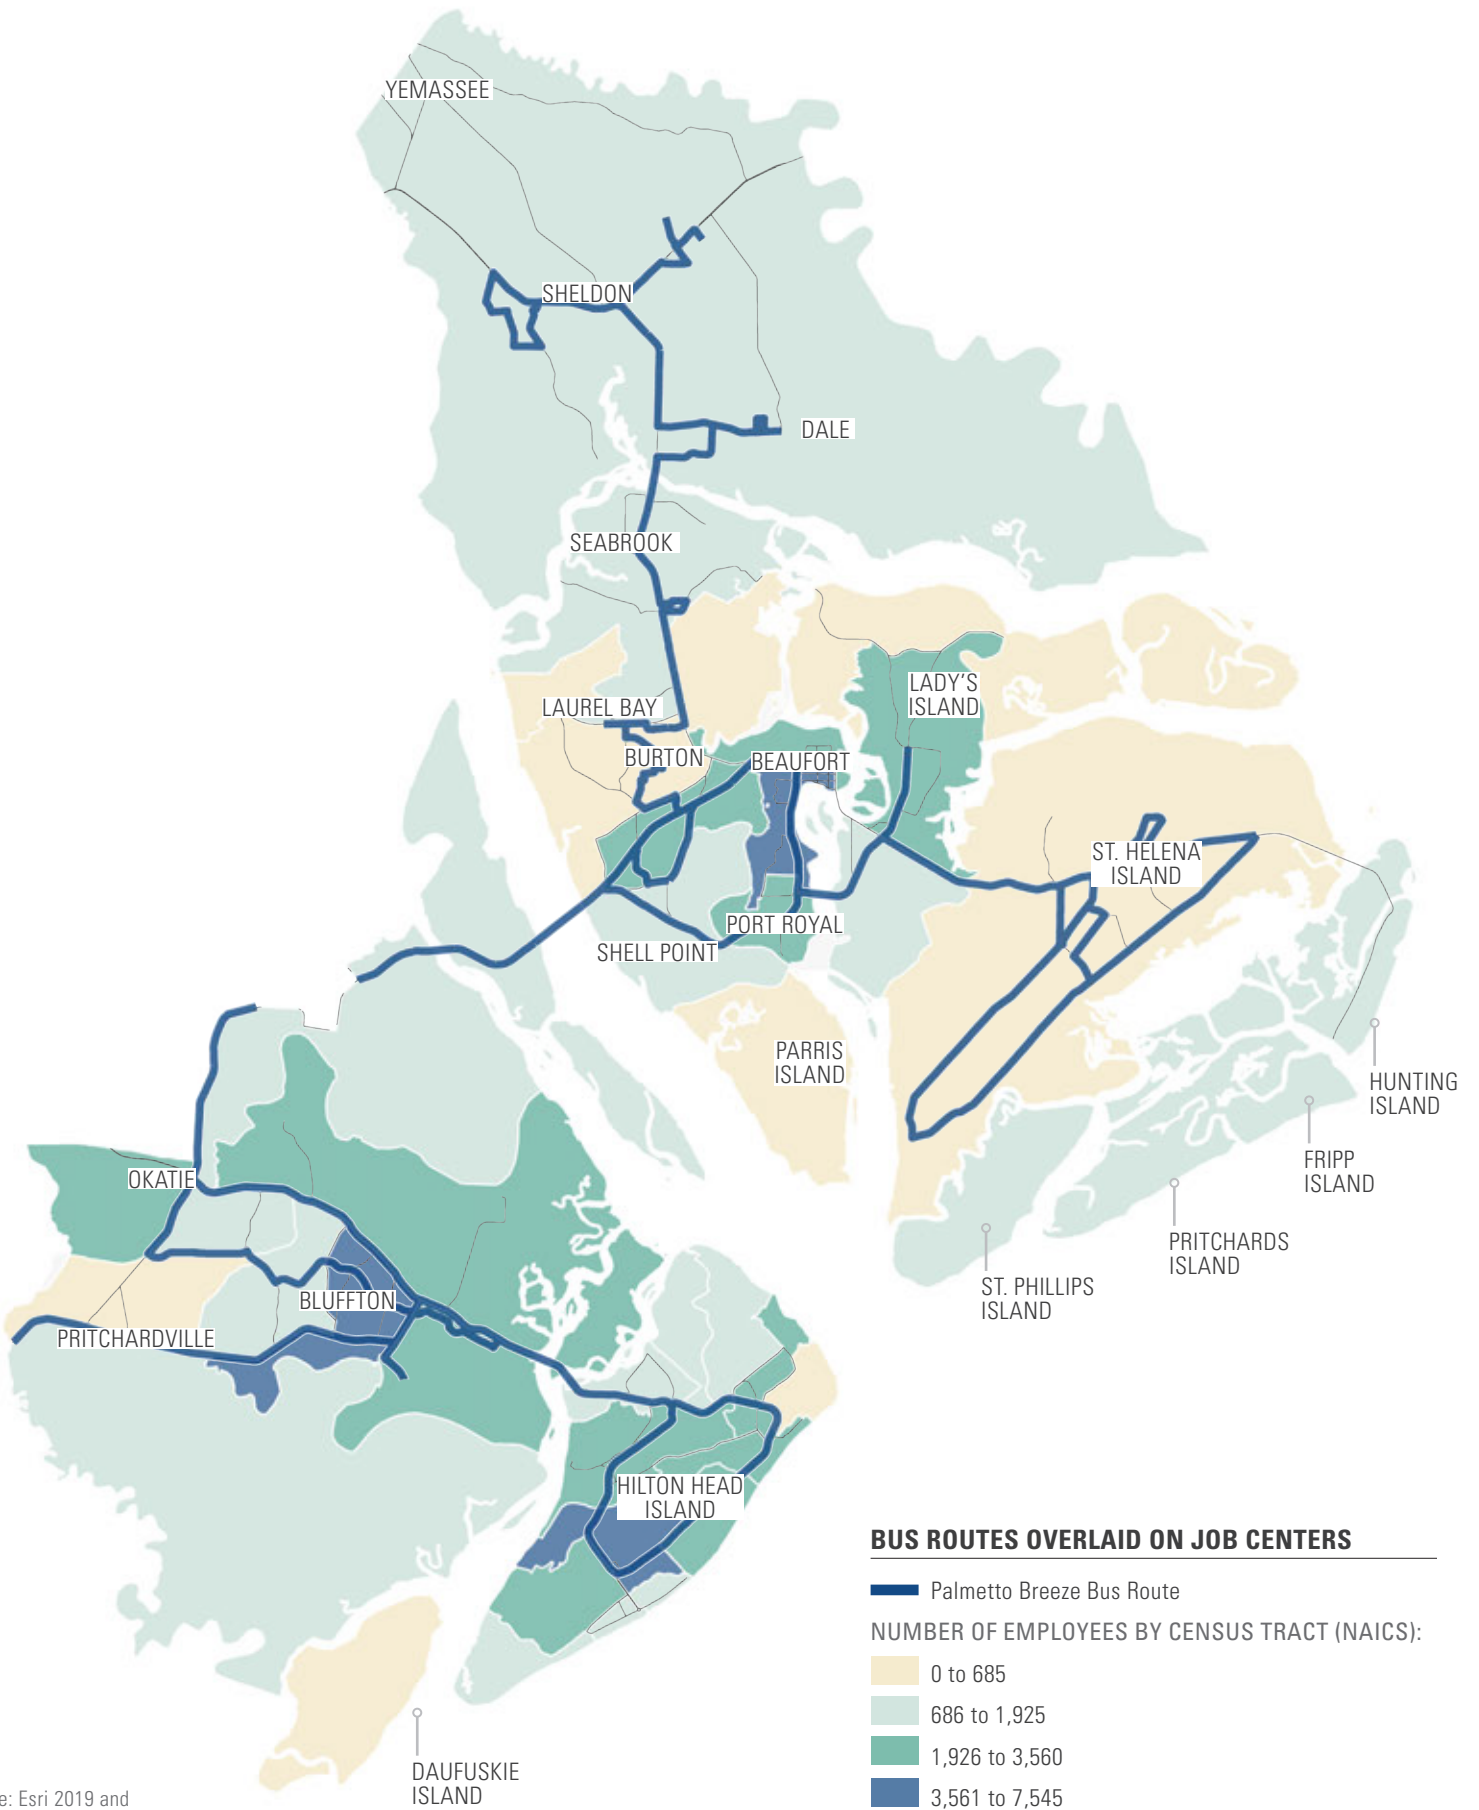 YEMASSEE
SHELDON
DALE
SEABROOK
LAUREL BAY
LADY'S
ISLAND
BURTON
BEAUFORT
ST. HELENA
ISLAND
PORT ROYAL
SHELL POINT
PARRIS
ISLAND
HUNTING
ISLAND
FRIPP
ISLAND
OKATIE
PRITCHARDS
ISLAND
ST. PHILLIPS
ISLAND
BLUFFTON
PRITCHARDVILLE
HILTON HEAD
ISLAND
DAUFUSKIE
ISLAND
BUS ROUTES OVERLAID ON JOB CENTERS
Palmetto Breeze Bus Route
NUMBER OF EMPLOYEES BY CENSUS TRACT (NAICS):
0 to 685
686 to 1,925
1,926 to 3,560
3,561 to 7,545
e: Esri 2019 and